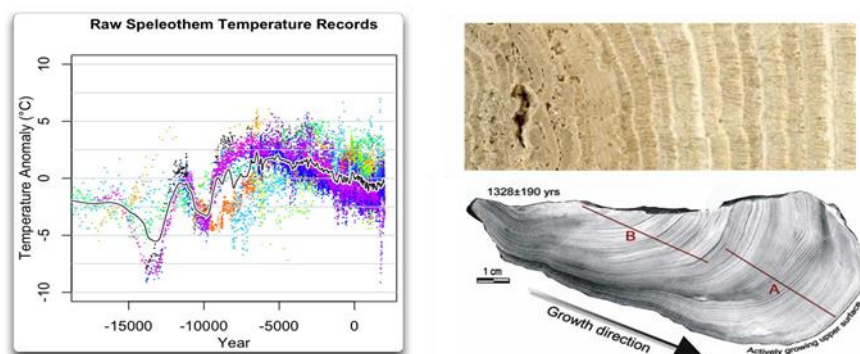 Raw Speleothem Temperature Records
Temperature Anomaly (°C)
10
5
0
-5
-10
-15000
-10000
-5000
0
Year
1328±190 yrs
B
1 cm
A
Growth direction
Actively growing upper surface